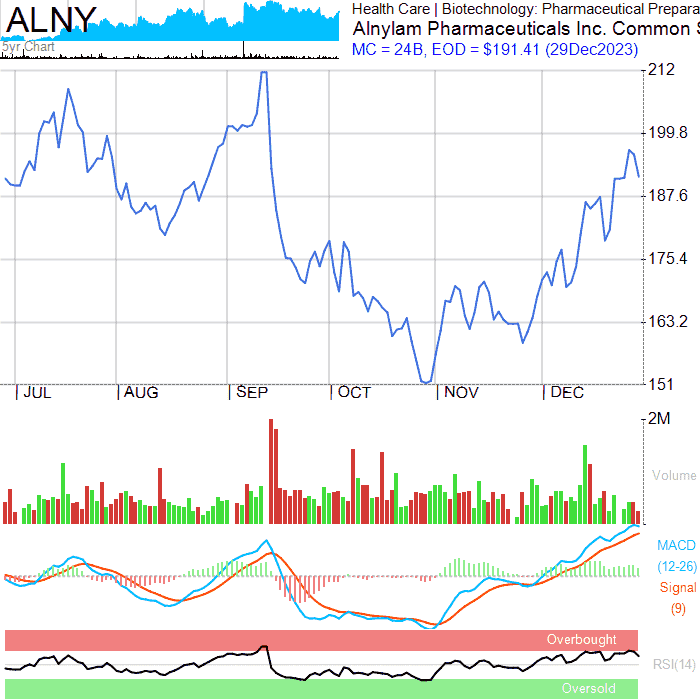 ALNY
5yr Chart
Health Care | Biotechnology: Pharmaceutical Prepara
Alnylam Pharmaceuticals Inc. Common S
MC = 24B, EOD = $191.41 (29Dec2023)
212
199.8
187.6
175.4
163.2
151
JUL AUG SEP OCT NOV DEC
2M
Volume
MACD
(12-26)
Signal
(9)
Overbought
RSI(14)
Oversold